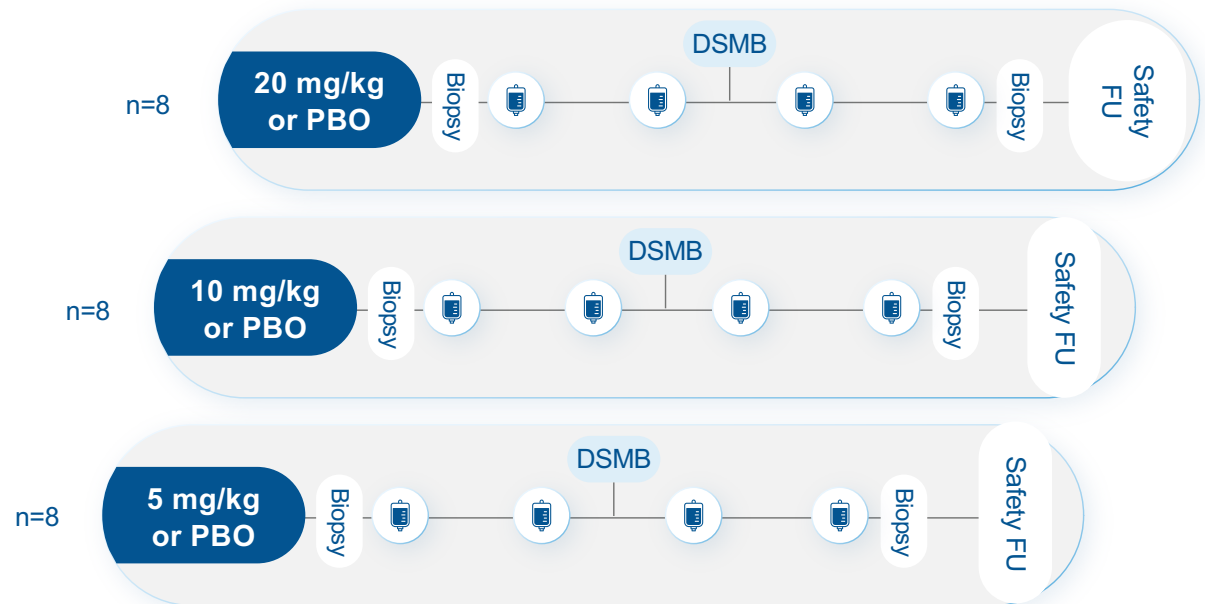 DSMB
n=8
20 mg/kg
or PBO
Biopsy
Biopsy
Safety
FU
DSMB
n=8
10 mg/kg
or PBO
Biopsy
Biopsy
Safety FU
DSMB
n=8
5 mg/kg
or PBO
Biopsy
Biopsy
Safety FU